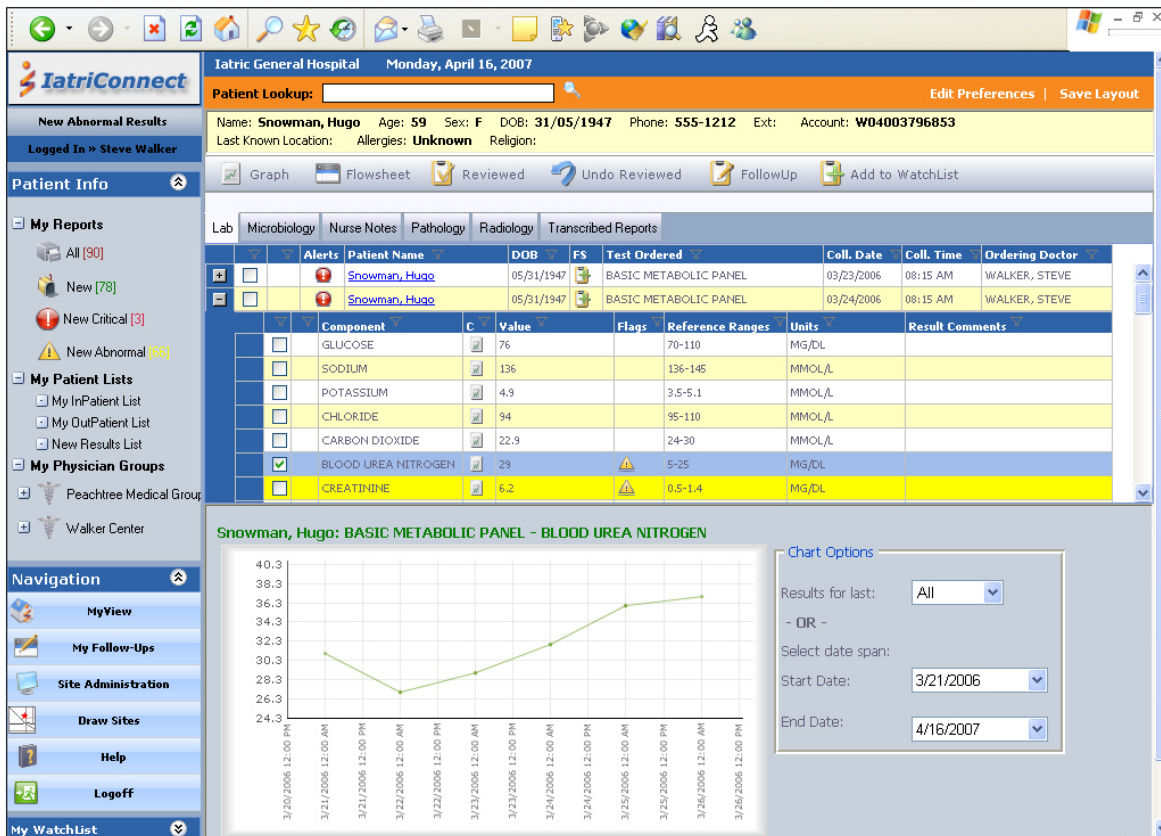 IatriConnect
New Abnormal Results
Logged In » Steve Walker
Patient Info
My Reports
All [90]
New [78]
New Critical [3]
New Abnormal [66]
My Patient Lists
My InPatient List
My OutPatient List
New Results List
My Physician Groups
Peachtree Medical Group
Walker Center
Navigation
MyView
My Follow-Ups
Site Administration
Draw Sites
Help
Logoff
My WatchList
Iatric General Hospital Monday, April 16, 2007
Patient Lookup: Edit Preferences | Save Layout
Name: Snowman, Hugo Age: 59 Sex: F DOB: 31/05/1947 Phone: 555-1212 Ext: Account: W04003796853
Last Known Location: Allergies: Unknown Religion:
Graph Flowsheet Reviewed Undo Reviewed FollowUp Add to WatchList
Lab Microbiology Nurse Notes Pathology Radiology Transcribed Reports
Alerts Patient Name DOB FS Test Ordered Coll. Date Coll. Time Ordering Doctor
Snowman, Hugo 05/31/1947 BASIC METABOLIC PANEL 03/23/2006 08:15 AM WALKER, STEVE
Snowman, Hugo 05/31/1947 BASIC METABOLIC PANEL 03/24/2006 08:15 AM WALKER, STEVE
Component C Value Flags Reference Ranges Units Result Comments
GLUCOSE 76 70-110 MG/DL
SODIUM 136 136-145 MMOL/L
POTASSIUM 4.9 3.5-5.1 MMOL/L
CHLORIDE 94 95-110 MMOL/L
CARBON DIOXIDE 22.9 24-30 MMOL/L
BLOOD UREA NITROGEN 29 5-25 MG/DL
CREATININE 6.2 0.5-1.4 MG/DL
Snowman, Hugo: BASIC METABOLIC PANEL - BLOOD UREA NITROGEN
40.3
38.3
36.3
34.3
32.3
30.3
28.3
26.3
24.3
3/20/2006 12:00 PM
3/21/2006 12:00 AM
3/21/2006 12:00 PM
3/22/2006 12:00 AM
3/22/2006 12:00 PM
3/23/2006 12:00 AM
3/23/2006 12:00 PM
3/24/2006 12:00 AM
3/24/2006 12:00 PM
3/25/2006 12:00 AM
3/25/2006 12:00 PM
3/26/2006 12:00 AM
3/26/2006 12:00 PM
Chart Options
Results for last: All
- OR -
Select date span:
Start Date: 3/21/2006
End Date: 4/16/2007